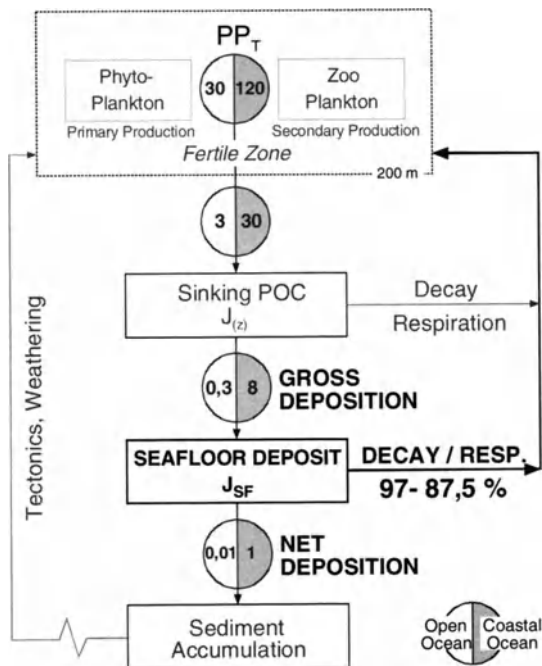 PP_T
Phyto-
Plankton
30
120
Zoo
Plankton
Primary Production
Secondary Production
Fertile Zone
200 m
3
30
Sinking POC
J(z)
Decay
Respiration
0,3
8
GROSS
DEPOSITION
SEAFLOOR DEPOSIT
J_SF
DECAY / RESP.
97- 87,5 %
0,01
1
NET
DEPOSITION
Sediment
Accumulation
Tectonics, Weathering
Open
Ocean
Coastal
Ocean